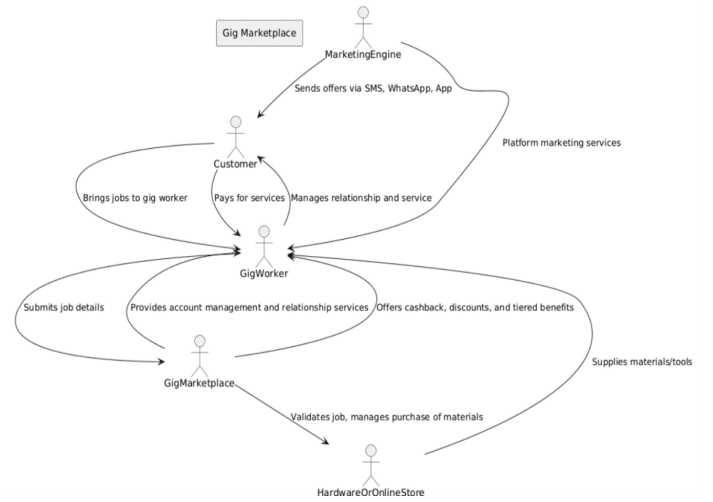 Gig Marketplace
MarketingEngine
Sends offers via SMS, WhatsApp, App
Platform marketing services
Customer
Brings jobs to gig worker
Pays for services
Manages relationship and service
GigWorker
Submits job details
Provides account management and relationship services
Offers cashback, discounts, and tiered benefits
Supplies materials/tools
GigMarketplace
Validates job, manages purchase of materials
HardwareOrOnlineStore